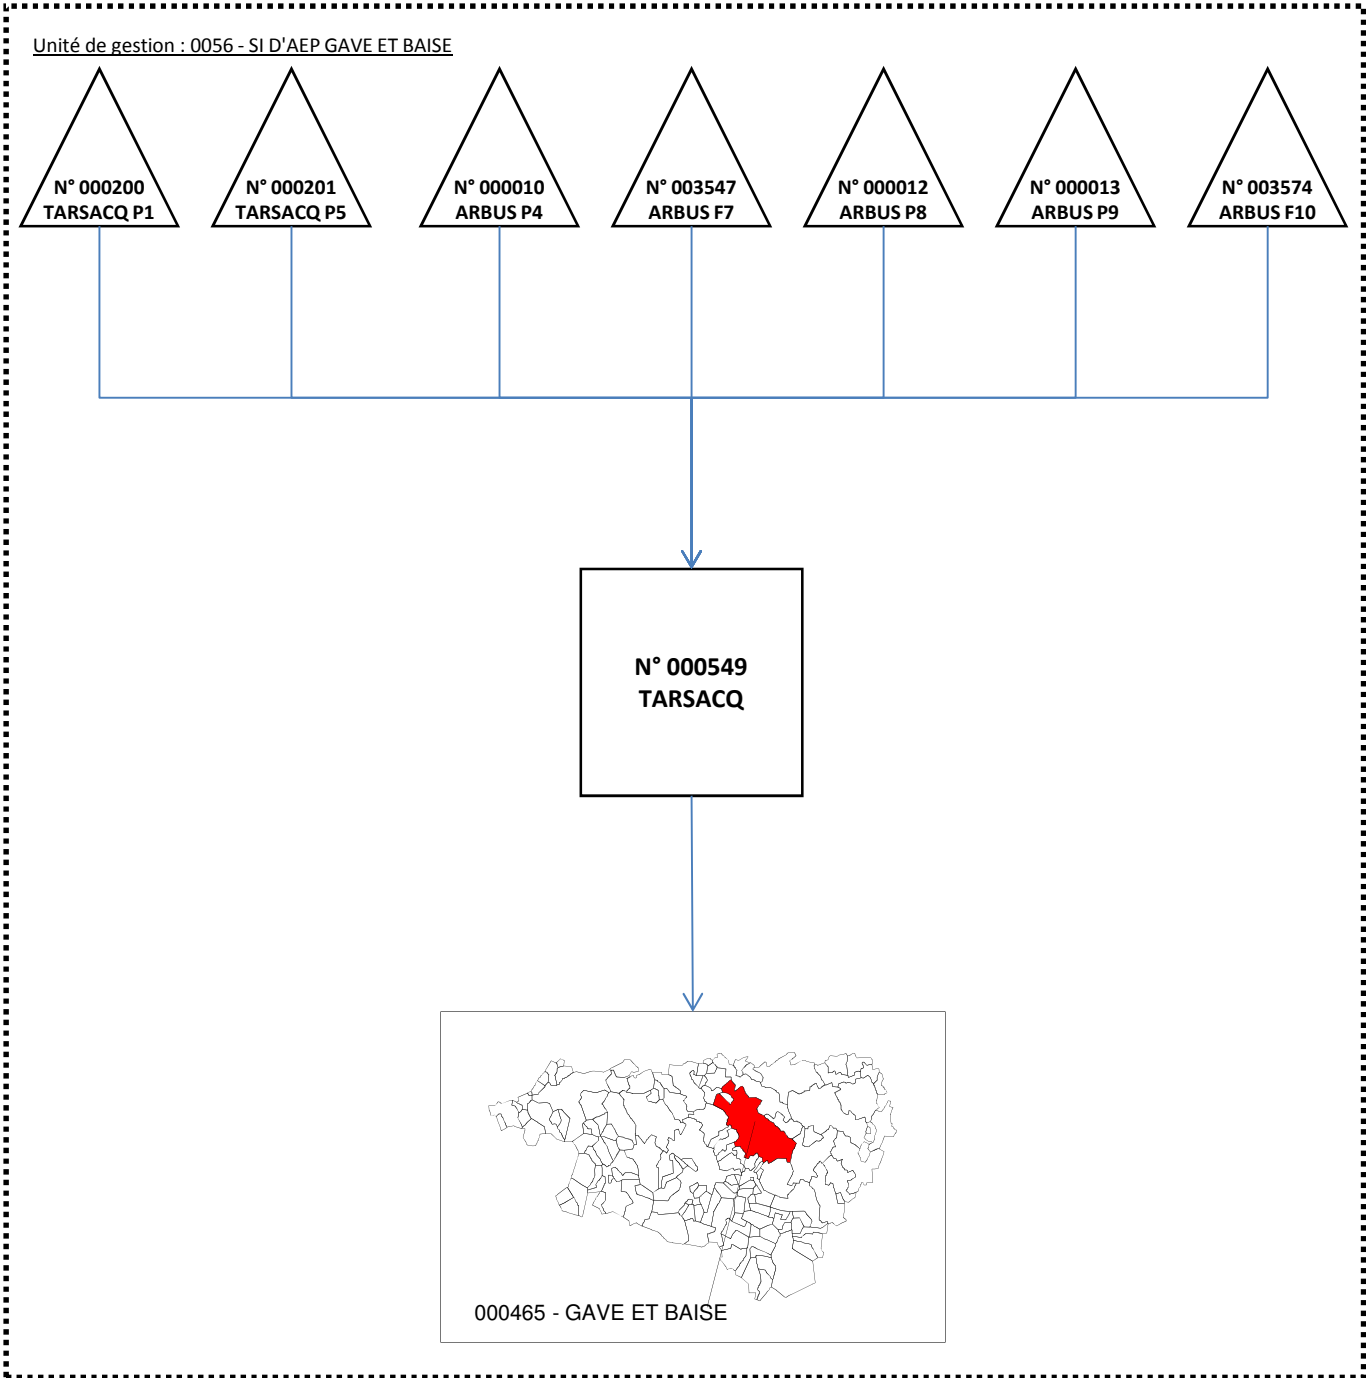 Unité de gestion : 0056 - SI D'AEP GAVE ET BAISE
N° 000200
TARSACQ P1
N° 000201
TARSACQ P5
N° 000010
ARBUS P4
N° 003547
ARBUS F7
N° 000012
ARBUS P8
N° 000013
ARBUS P9
N° 003574
ARBUS F10
N° 000549
TARSACQ
000465 - GAVE ET BAISE